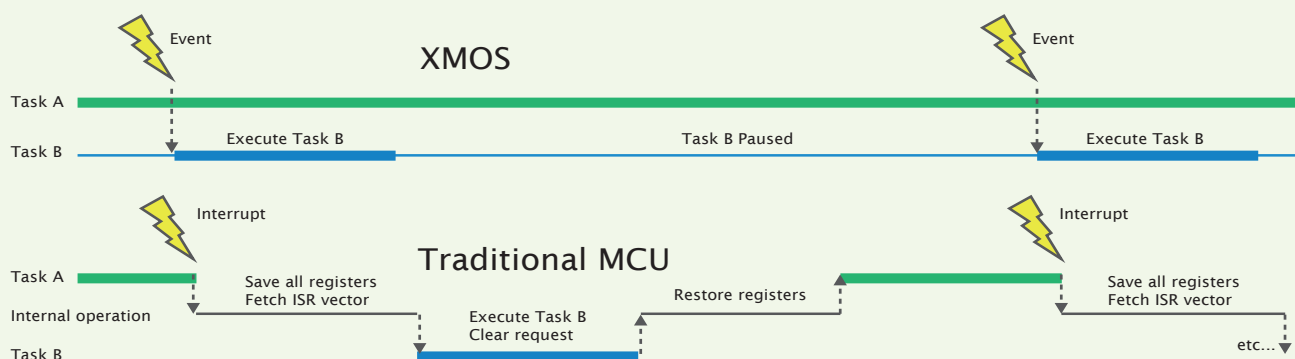 Event
Event
XMOS
Task A
Execute Task B
Task B Paused
Execute Task B
Task B
Interrupt
Interrupt
Traditional MCU
Task A
Save all registers
Fetch ISR vector
Restore registers
Save all registers
Fetch ISR vector
Internal operation
Execute Task B
Clear request
etc...
Task B